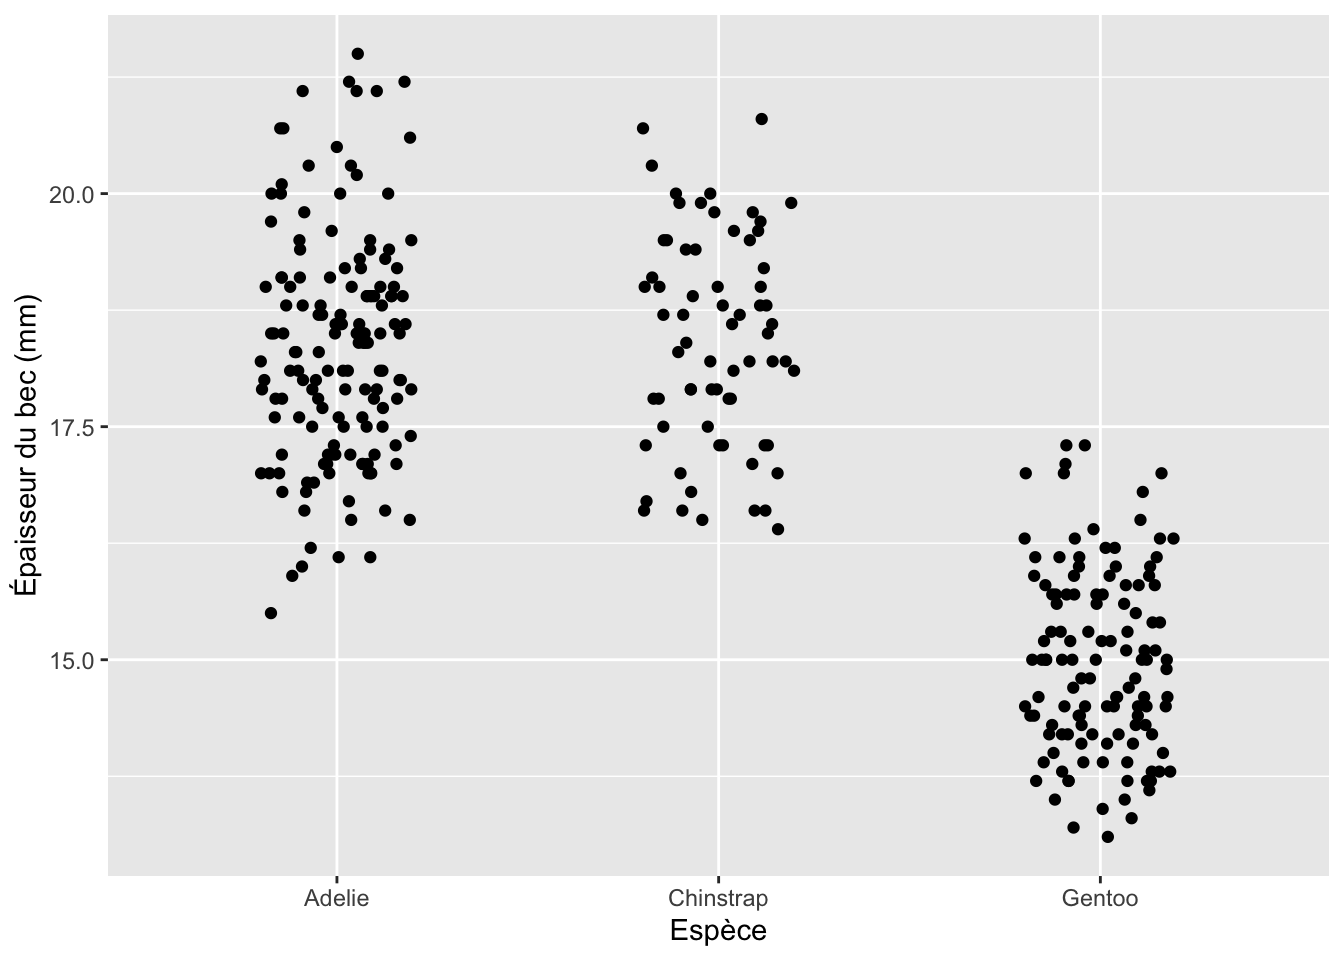 Épaisseur du bec (mm)
20.0
17.5
15.0
Adelie
Chinstrap
Gentoo
Espèce